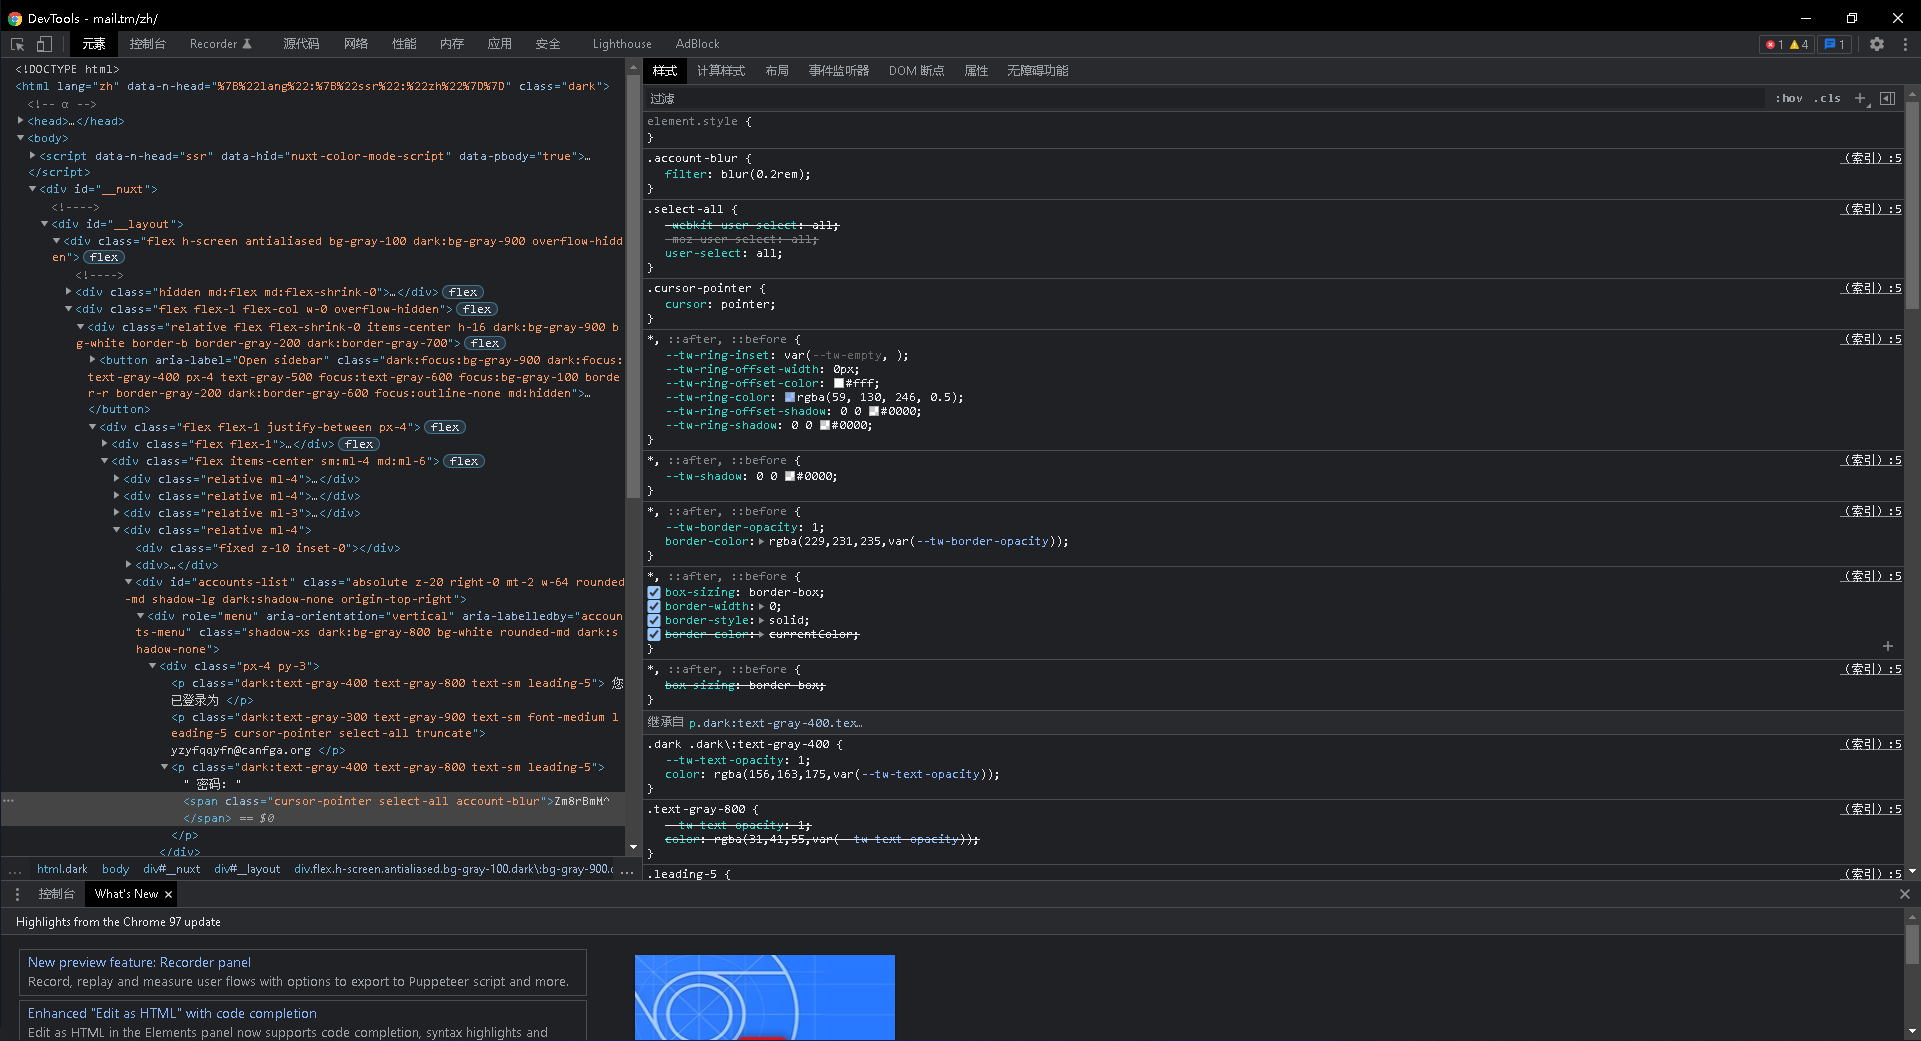 DevTools - mail.tm/zh/
元素 控制台 Recorder 源代码 网络 性能 内存 应用 安全 Lighthouse AdBlock 1 4 1
<!DOCTYPE html>
<html lang="zh" data-n-head="%7B%22lang%22:%7B%22ssr%22:%22zh%22%7D%7D" class="dark">
<!-- α -->
<head>…</head>
<body>
<script data-n-head="ssr" data-hid="nuxt-color-mode-script" data-pbody="true">…
</script>
<div id="__nuxt">
<!---->
<div id="__layout">
<div class="flex h-screen antialiased bg-gray-100 dark:bg-gray-900 overflow-hidd
en"> flex
<!---->
<div class="hidden md:flex md:flex-shrink-0">…</div> flex
<div class="flex flex-1 flex-col w-0 overflow-hidden"> flex
<div class="relative flex flex-shrink-0 items-center h-16 dark:bg-gray-900 b
g-white border-b border-gray-200 dark:border-gray-700"> flex
<button aria-label="Open sidebar" class="dark:focus:bg-gray-900 dark:focus:
text-gray-400 px-4 text-gray-500 focus:text-gray-600 focus:bg-gray-100 borde
r-r border-gray-200 dark:border-gray-600 focus:outline-none md:hidden">…
</button>
<div class="flex flex-1 justify-between px-4"> flex
<div class="flex flex-1">…</div> flex
<div class="flex items-center sm:ml-4 md:ml-6"> flex
<div class="relative ml-4">…</div>
<div class="relative ml-4">…</div>
<div class="relative ml-3">…</div>
<div class="relative ml-4">
<div class="fixed z-10 inset-0"></div>
<div>…</div>
<div id="accounts-list" class="absolute z-20 right-0 mt-2 w-64 rounded
-md shadow-lg dark:shadow-none origin-top-right">
<div role="menu" aria-orientation="vertical" aria-labelledby="accoun
ts-menu" class="shadow-xs dark:bg-gray-800 bg-white rounded-md dark:s
hadow-none">
<div class="px-4 py-3">
<p class="dark:text-gray-400 text-gray-800 text-sm leading-5"> 您
已登录为 </p>
<p class="dark:text-gray-300 text-gray-900 text-sm font-medium l
eading-5 cursor-pointer select-all truncate">
yzyfqqyfn@canfga.org </p>
<p class="dark:text-gray-400 text-gray-800 text-sm leading-5">
" 密码: "
<span class="cursor-pointer select-all account-blur">Zm8rBmM^
</span> == $0
</p>
</div>
... html.dark body div#__nuxt div#__layout div.flex.h-screen.antialiased.bg-gray-100.dark\:bg-gray-900.o ...
样式 计算样式 布局 事件监听器 DOM 断点 属性 无障碍功能
过滤 :hov .cls
element.style {
}
.account-blur { (索引):5
filter: blur(0.2rem);
}
.select-all { (索引):5
-webkit-user-select: all;
-moz-user-select: all;
user-select: all;
}
.cursor-pointer { (索引):5
cursor: pointer;
}
*, ::after, ::before { (索引):5
--tw-ring-inset: var(--tw-empty, );
--tw-ring-offset-width: 0px;
--tw-ring-offset-color: #fff;
--tw-ring-color: rgba(59, 130, 246, 0.5);
--tw-ring-offset-shadow: 0 0 #0000;
--tw-ring-shadow: 0 0 #0000;
}
*, ::after, ::before { (索引):5
--tw-shadow: 0 0 #0000;
}
*, ::after, ::before { (索引):5
--tw-border-opacity: 1;
border-color: rgba(229,231,235,var(--tw-border-opacity));
}
*, ::after, ::before { (索引):5
box-sizing: border-box;
border-width: 0;
border-style: solid;
border-color: currentColor;
}
*, ::after, ::before { (索引):5
box-sizing: border-box;
}
继承自 p.dark:text-gray-400.tex…
.dark .dark\:text-gray-400 { (索引):5
--tw-text-opacity: 1;
color: rgba(156,163,175,var(--tw-text-opacity));
}
.text-gray-800 { (索引):5
--tw-text-opacity: 1;
color: rgba(31,41,55,var(--tw-text-opacity));
}
.leading-5 { (索引):5
控制台 What's New
Highlights from the Chrome 97 update
New preview feature: Recorder panel
Record, replay and measure user flows with options to export to Puppeteer script and more.
Enhanced "Edit as HTML" with code completion
Edit as HTML in the Elements panel now supports code completion, syntax highlights and